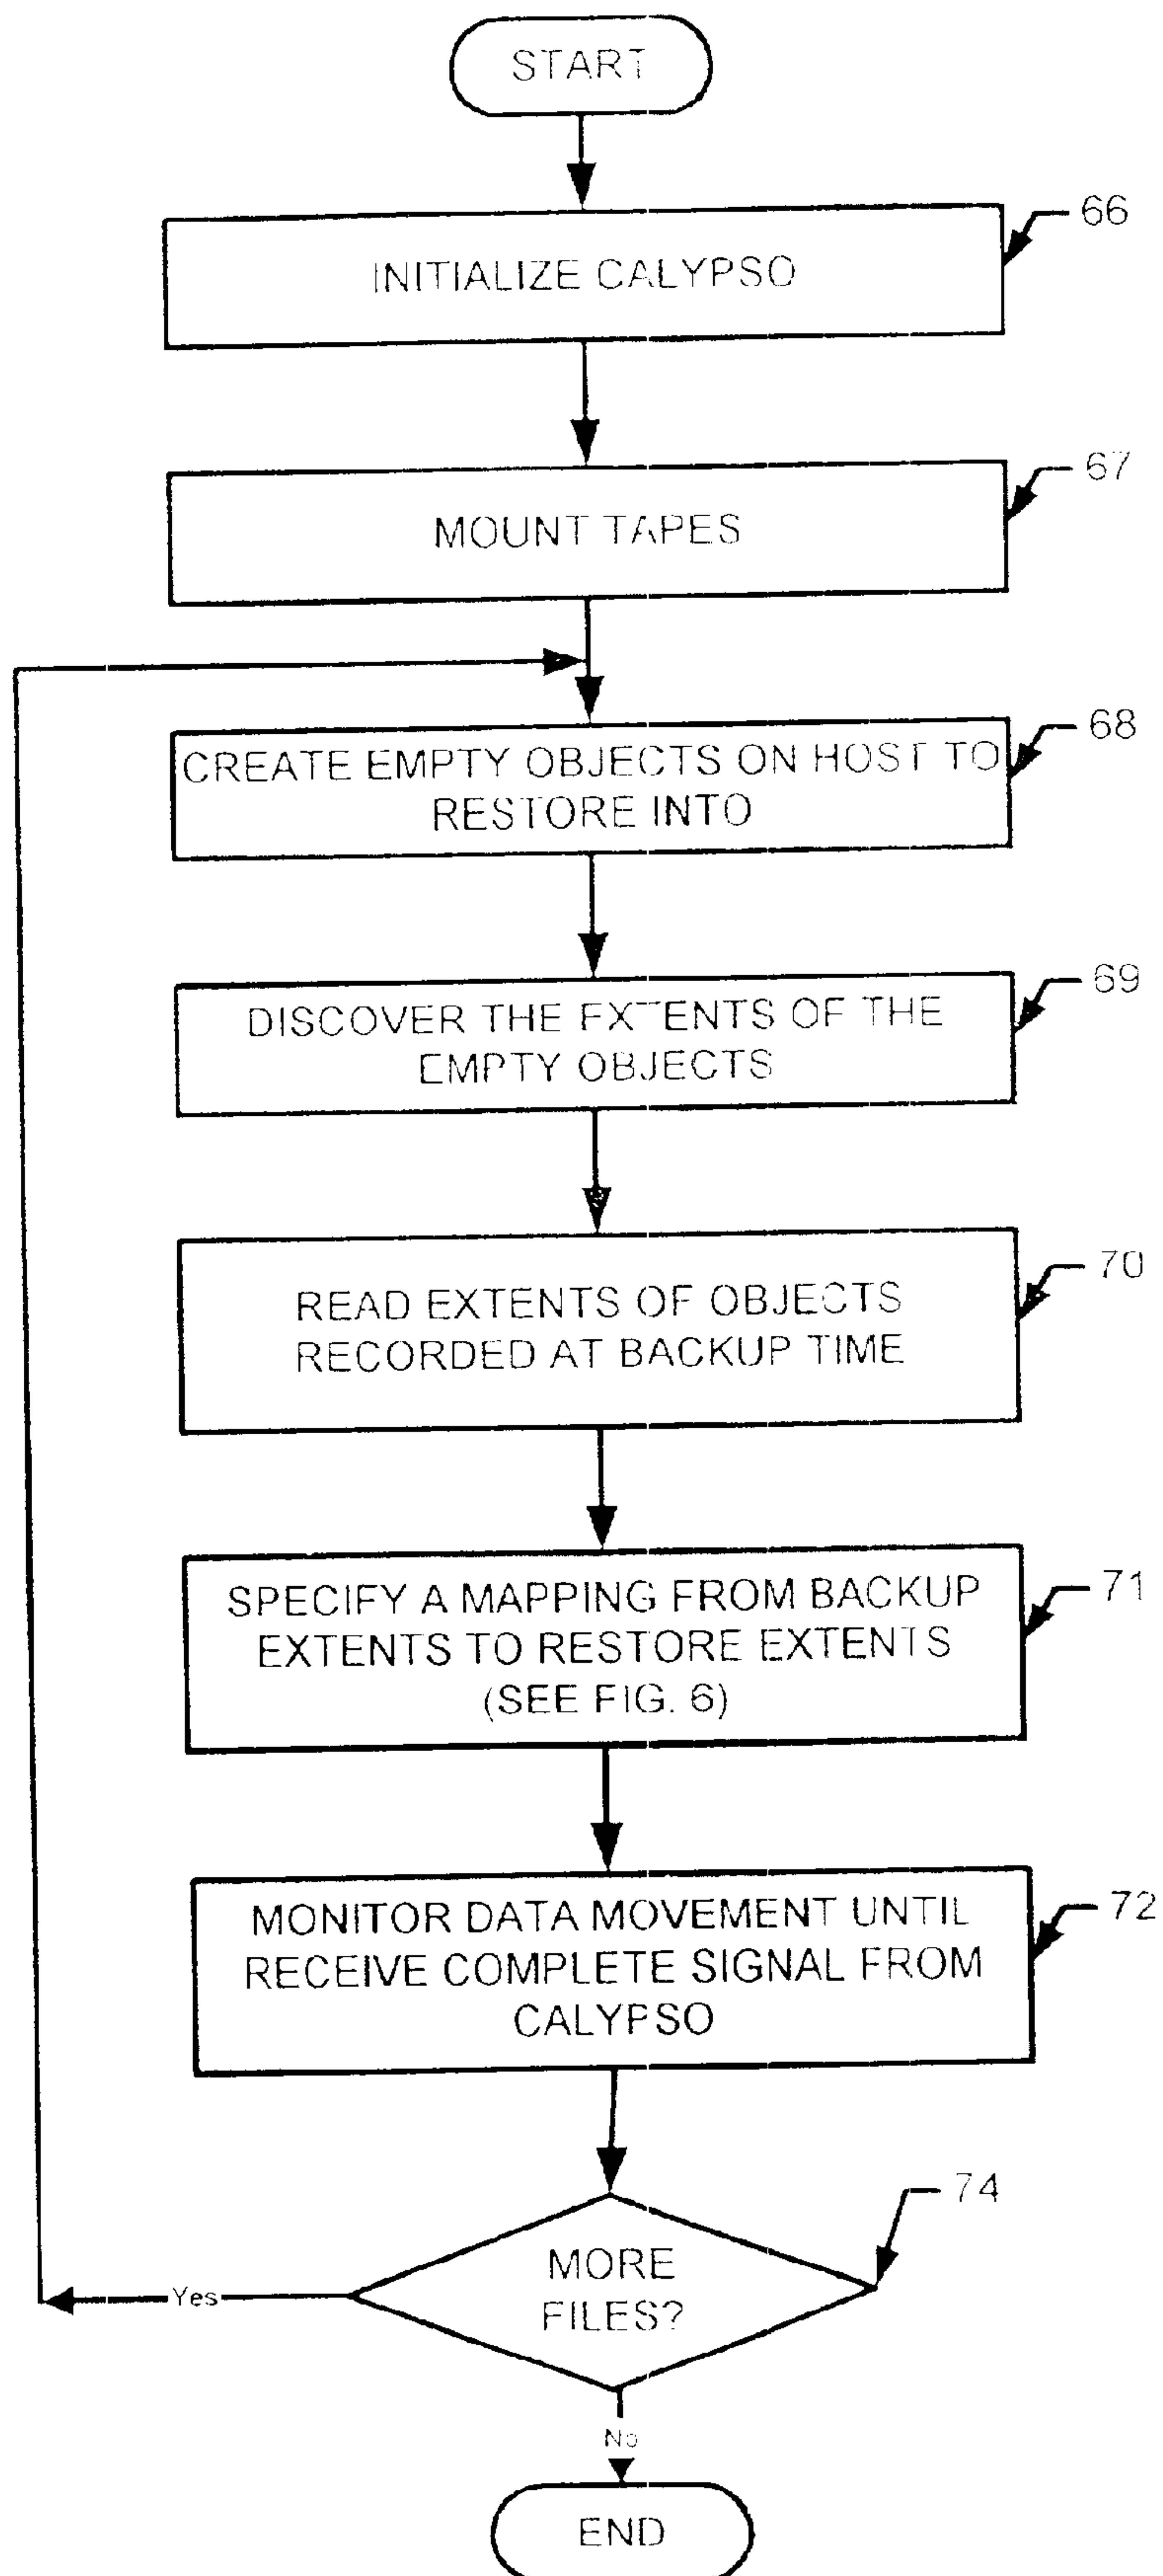 START
66
INITIALIZE CALYPSO
67
MOUNT TAPES
68
CREATE EMPTY OBJECTS ON HOST TO
RESTORE INTO
69
DISCOVER THE EXTENTS OF THE
EMPTY OBJECTS
70
READ EXTENTS OF OBJECTS
RECORDED AT BACKUP TIME
71
SPECIFY A MAPPING FROM BACKUP
EXTENTS TO RESTORE EXTENTS
(SEE FIG. 6)
72
MONITOR DATA MOVEMENT UNTIL
RECEIVE COMPLETE SIGNAL FROM
CALYPSO
74
MORE
FILES?
Yes
No
END